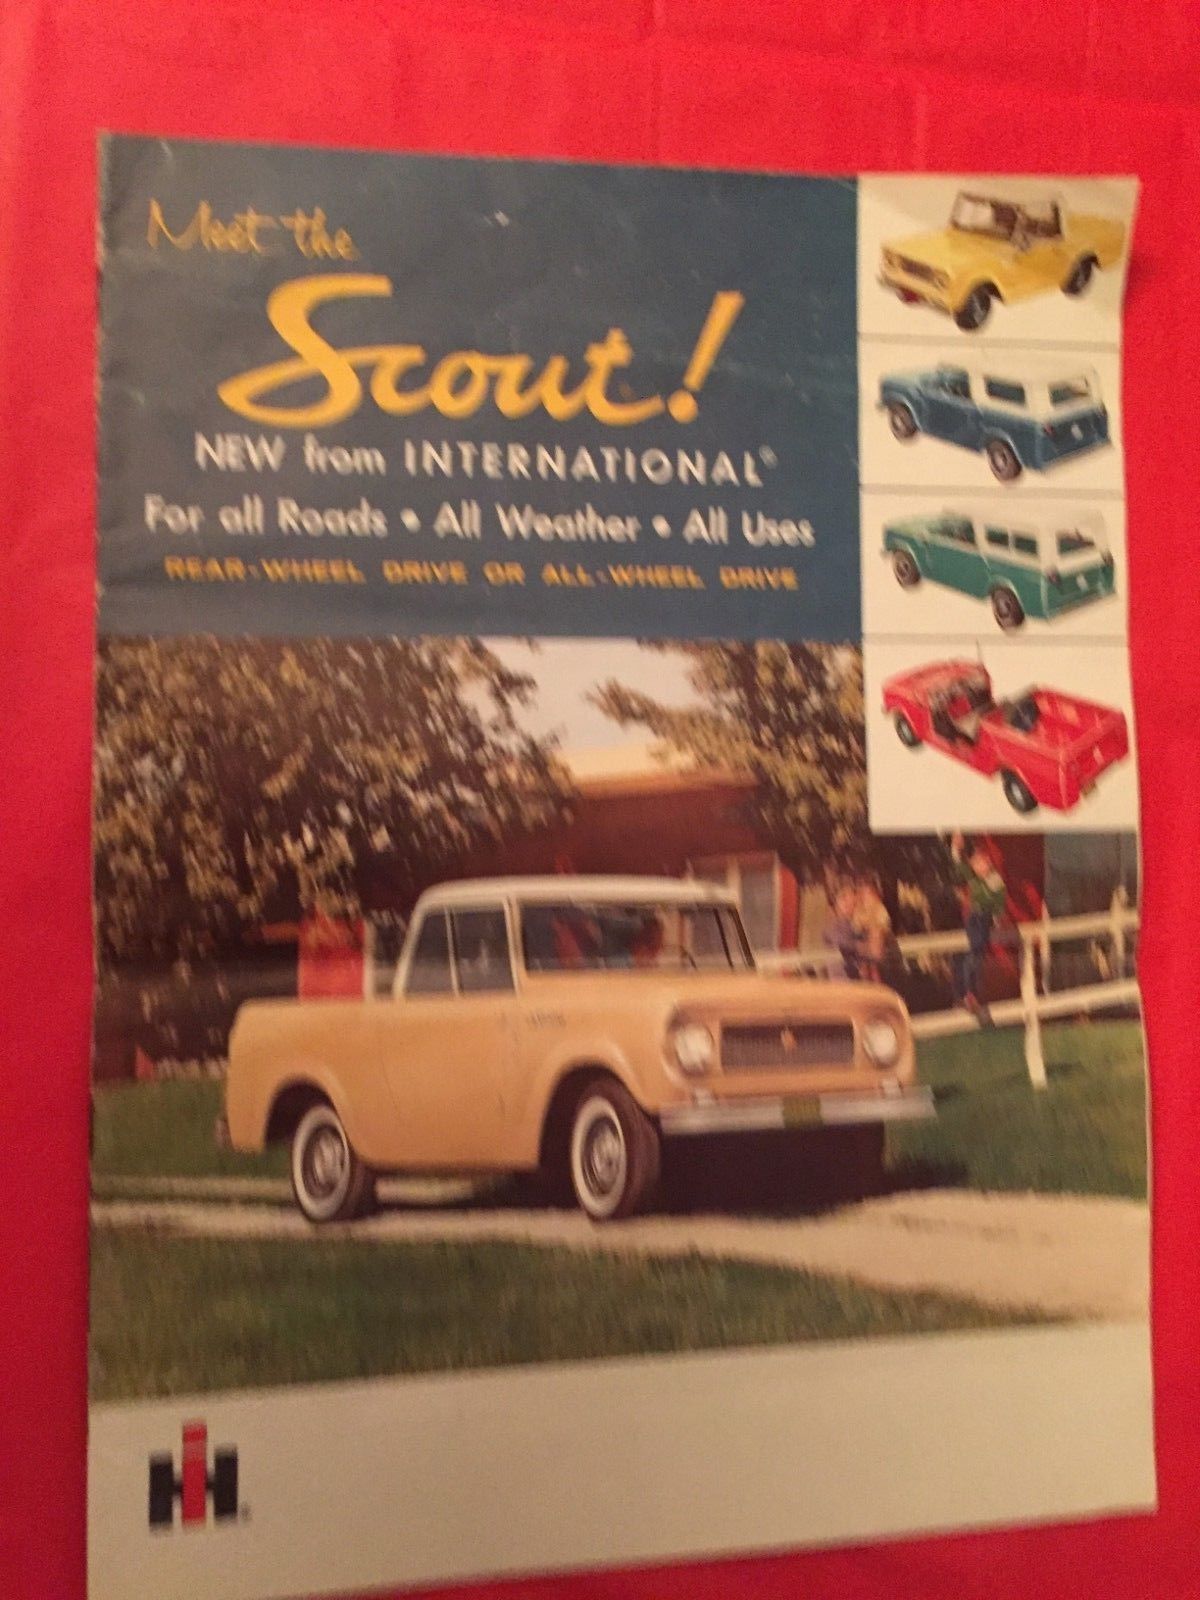 Meet the
Scout!
NEW from INTERNATIONAL®
For all Roads • All Weather • All Uses
REAR-WHEEL DRIVE OR ALL-WHEEL DRIVE
IH®